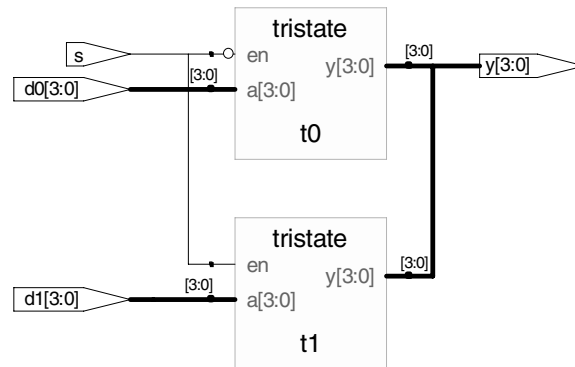 tristate
s
en
[3:0]
y[3:0]
[3:0]
y[3:0]
d0[3:0]
a[3:0]
t0
tristate
en
y[3:0]
[3:0]
d1[3:0]
[3:0]
a[3:0]
t1